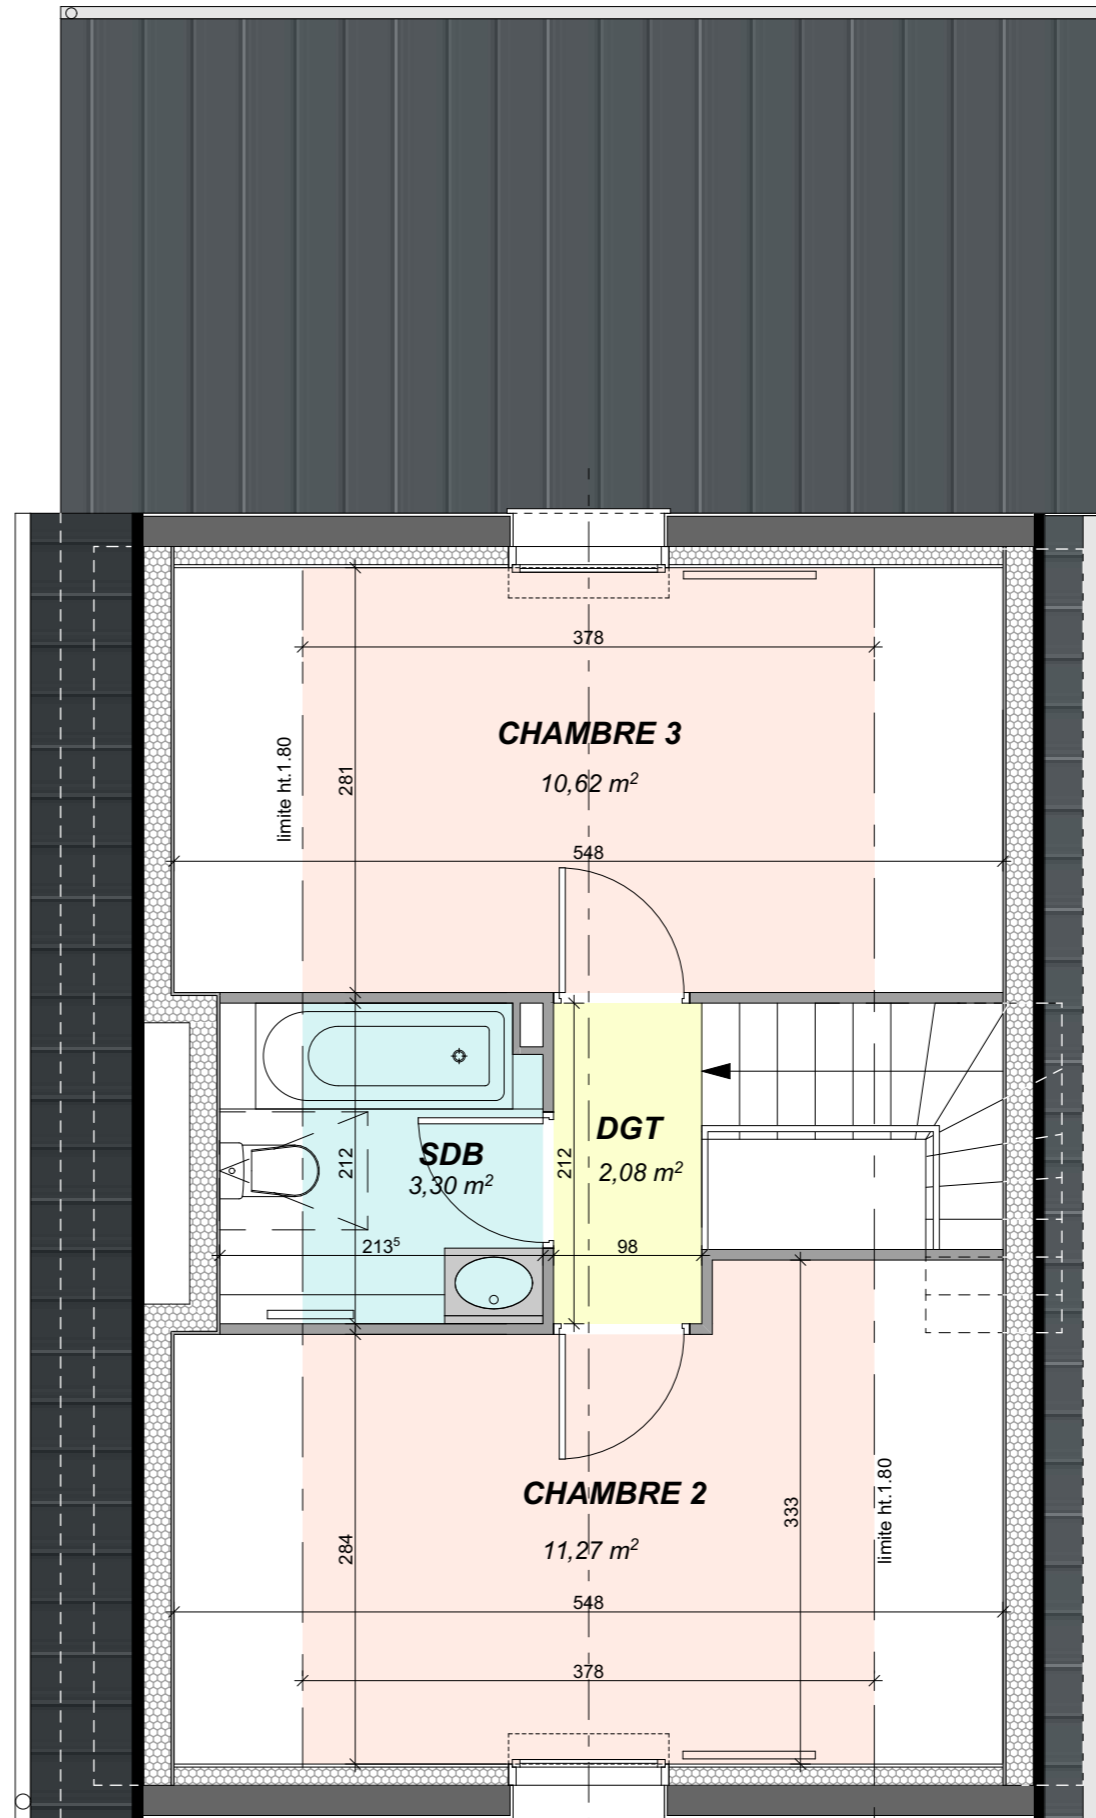 378
CHAMBRE 3
10,62 m²
limite ht.1.80
281
548
DGT
2,08 m²
SDB
3,30 m²
212
212
213⁵
98
CHAMBRE 2
11,27 m²
333
limite ht.1.80
284
548
378